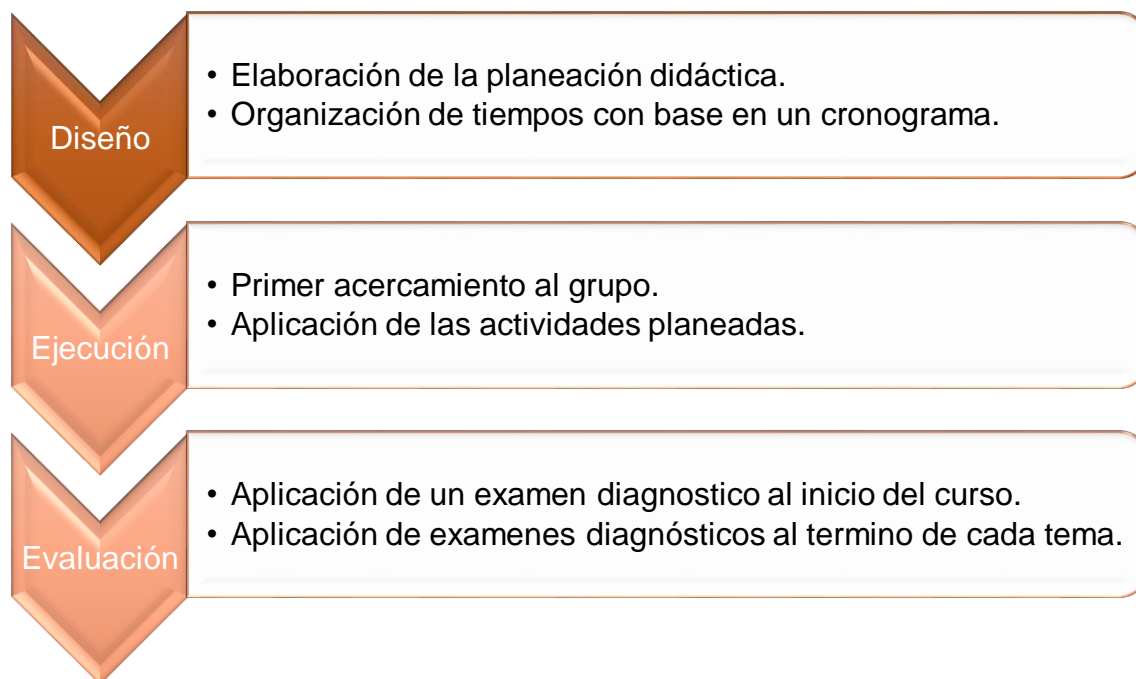 Diseño
• Elaboración de la planeación didáctica.
• Organización de tiempos con base en un cronograma.
Ejecución
• Primer acercamiento al grupo.
• Aplicación de las actividades planeadas.
Evaluación
• Aplicación de un examen diagnostico al inicio del curso.
• Aplicación de examenes diagnósticos al termino de cada tema.